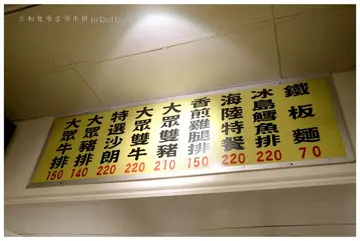 鐵板麵 70
冰島鱈魚排 220
海陸特餐 220
香煎雞腿排 150
大眾雙豬 210
大眾雙牛 220
特選沙朗 220
大眾豬排 140
大眾牛排 150